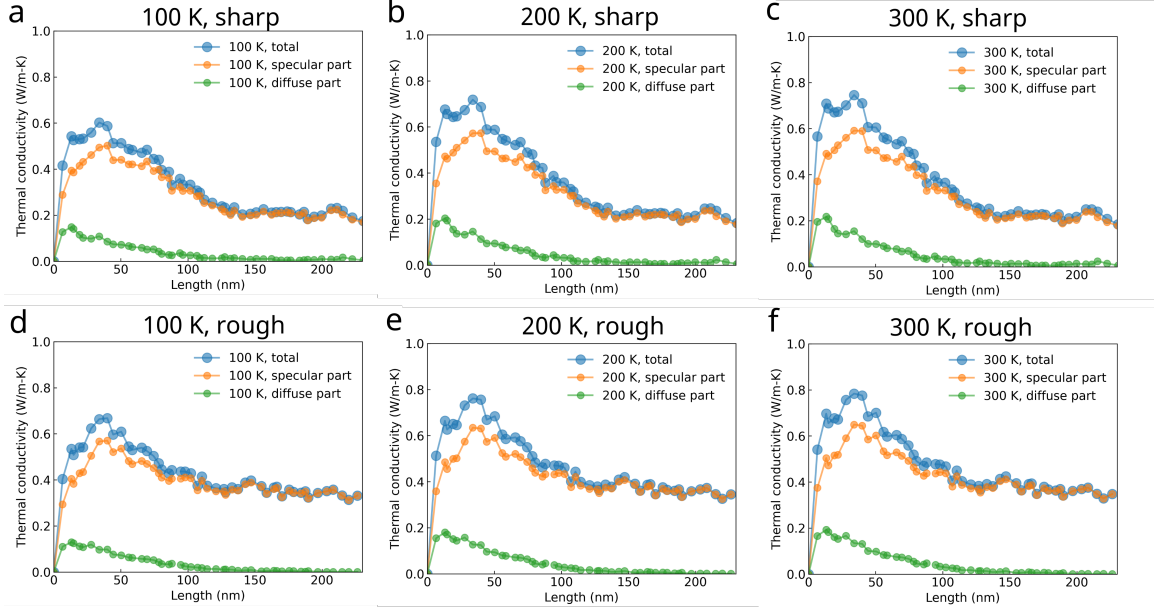 a
100 K, sharp
1.0
0.8
0.6
0.4
0.2
0.0
Thermal conductivity (W/m-K)
100 K, total
100 K, specular part
100 K, diffuse part
0 50 100 150 200
Length (nm)
b
200 K, sharp
1.0
0.8
0.6
0.4
0.2
0.0
Thermal conductivity (W/m-K)
200 K, total
200 K, specular part
200 K, diffuse part
0 50 100 150 200
Length (nm)
c
300 K, sharp
1.0
0.8
0.6
0.4
0.2
0.0
Thermal conductivity (W/m-K)
300 K, total
300 K, specular part
300 K, diffuse part
0 50 100 150 200
Length (nm)
d
100 K, rough
1.0
0.8
0.6
0.4
0.2
0.0
Thermal conductivity (W/m-K)
100 K, total
100 K, specular part
100 K, diffuse part
0 50 100 150 200
Length (nm)
e
200 K, rough
1.0
0.8
0.6
0.4
0.2
0.0
Thermal conductivity (W/m-K)
200 K, total
200 K, specular part
200 K, diffuse part
0 50 100 150 200
Length (nm)
f
300 K, rough
1.0
0.8
0.6
0.4
0.2
0.0
Thermal conductivity (W/m-K)
300 K, total
300 K, specular part
300 K, diffuse part
0 50 100 150 200
Length (nm)